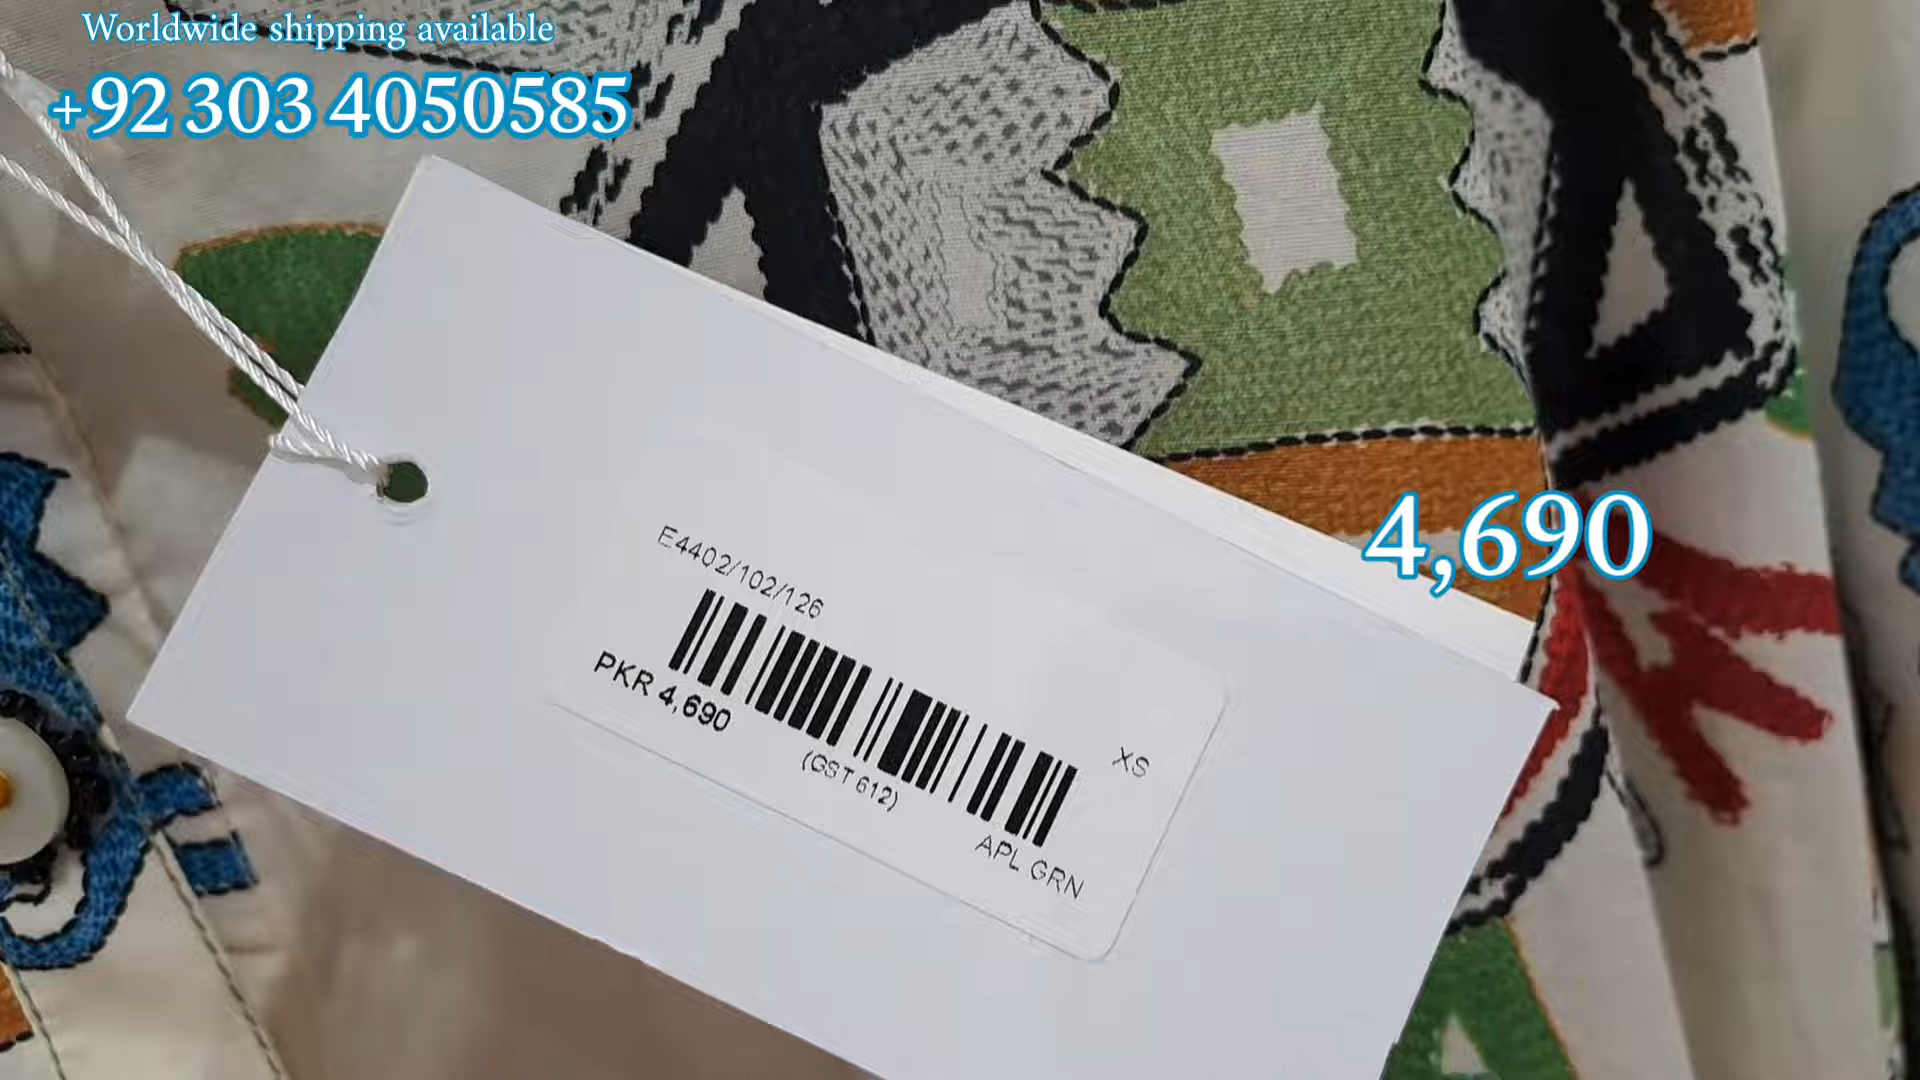 Worldwide shipping available
+92 303 4050585
4,690
E4402/102/126
PKR 4,690
(GST 612)
XS
APL GRN